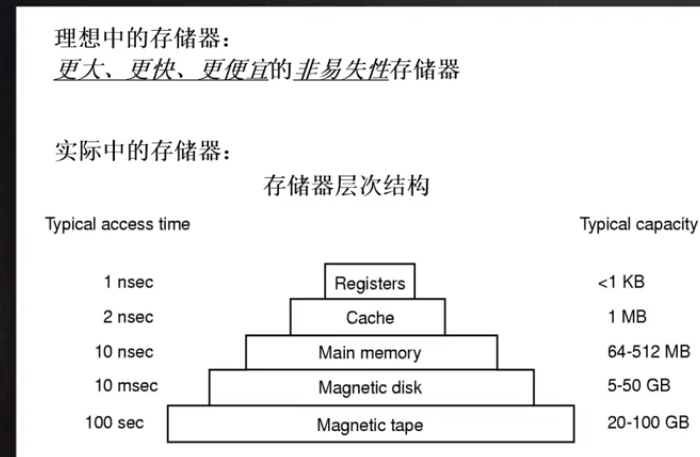 理想中的存储器：
更大、更快、更便宜的非易失性存储器
实际中的存储器：
存储器层次结构
Typical access time Typical capacity
1 nsec Registers <1 KB
2 nsec Cache 1 MB
10 nsec Main memory 64-512 MB
10 msec Magnetic disk 5-50 GB
100 sec Magnetic tape 20-100 GB